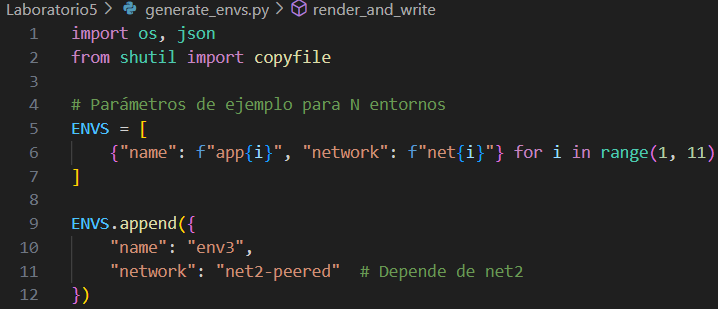 Laboratorio5 > generate_envs.py > render_and_write
1 import os, json
2 from shutil import copyfile
3
4 # Parámetros de ejemplo para N entornos
5 ENVS = [
6     {"name": f"app{i}", "network": f"net{i}"} for i in range(1, 11)
7 ]
8
9 ENVS.append({
10     "name": "env3",
11     "network": "net2-peered"  # Depende de net2
12 })